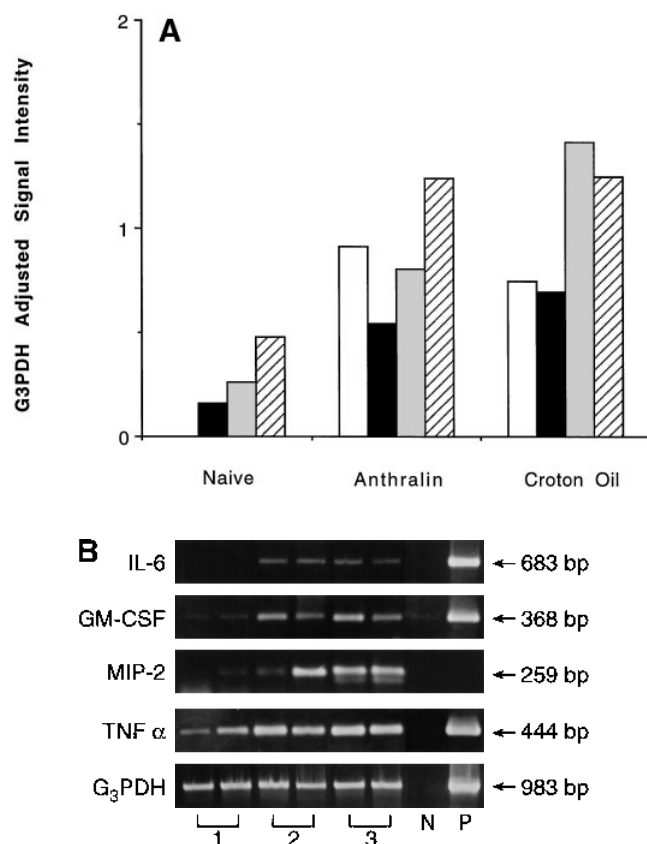 A
G3PDH Adjusted Signal Intensity
2
1
0
Naive
Anthralin
Croton Oil
B
IL-6
← 683 bp
GM-CSF
← 368 bp
MIP-2
← 259 bp
TNF α
← 444 bp
G₃PDH
← 983 bp
1 2 3 N P